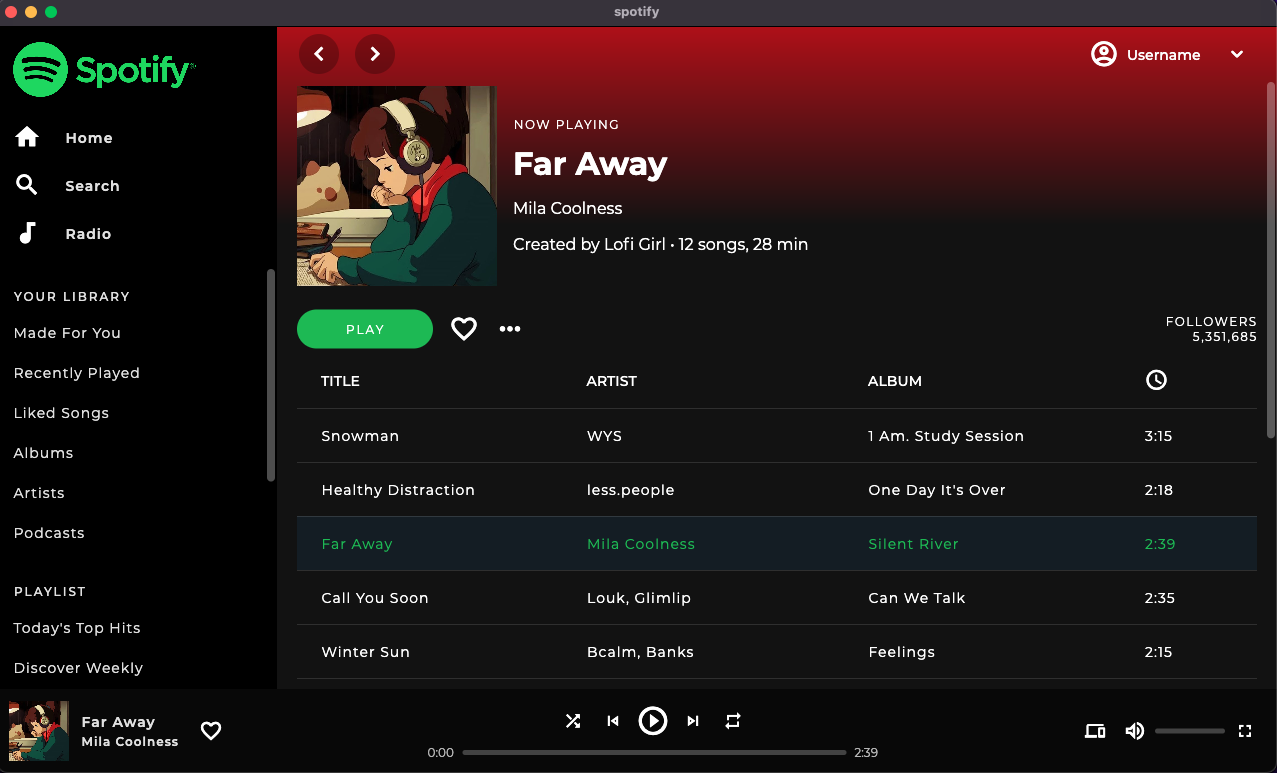 spotify
Spotify
Home
Search
Radio
YOUR LIBRARY
Made For You
Recently Played
Liked Songs
Albums
Artists
Podcasts
PLAYLIST
Today's Top Hits
Discover Weekly
Username
NOW PLAYING
Far Away
Mila Coolness
Created by Lofi Girl • 12 songs, 28 min
PLAY
FOLLOWERS
5,351,685
TITLE ARTIST ALBUM
Snowman WYS 1 Am. Study Session 3:15
Healthy Distraction less.people One Day It's Over 2:18
Far Away Mila Coolness Silent River 2:39
Call You Soon Louk, Glimlip Can We Talk 2:35
Winter Sun Bcalm, Banks Feelings 2:15
Far Away
Mila Coolness
0:00 2:39